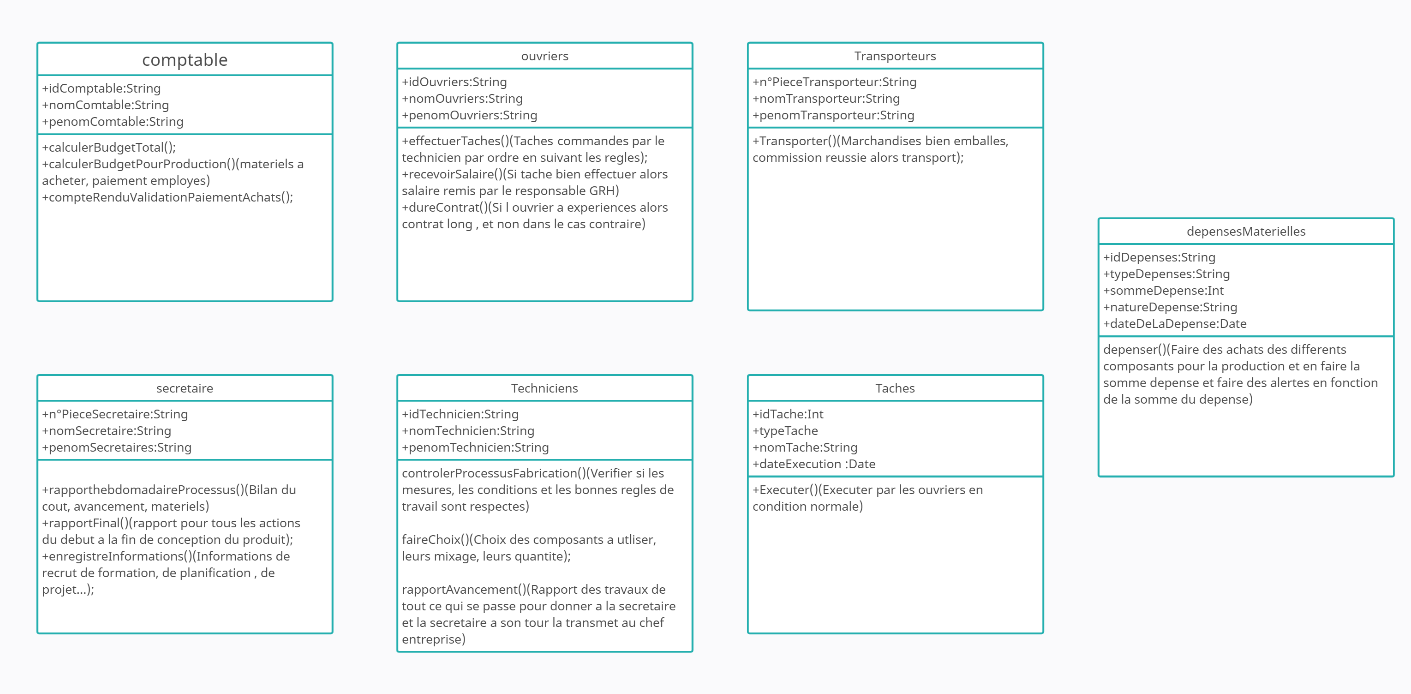 comptable
+idComptable:String
+nomComtable:String
+penomComtable:String
+calculerBudgetTotal();
+calculerBudgetPourProduction()(materiels a
acheter, paiement employes)
+compteRenduValidationPaiementAchats();
ouvriers
+idOuvriers:String
+nomOuvriers:String
+penomOuvriers:String
+effectuerTaches()(Taches commandes par le
technicien par ordre en suivant les regles);
+recevoirSalaire()(Si tache bien effectuer alors
salaire remis par le responsable GRH)
+dureContrat()(Si l ouvrier a experiences alors
contrat long , et non dans le cas contraire)
Transporteurs
+n°PieceTransporteur:String
+nomTransporteur:String
+penomTransporteur:String
+Transporter()(Marchandises bien emballes,
commission reussie alors transport);
depensesMaterielles
+idDepenses:String
+typeDepenses:String
+sommeDepense:Int
+natureDepense:String
+dateDeLaDepense:Date
depenser()(Faire des achats des differents
composants pour la production et en faire la
somme depense et faire des alertes en fonction
de la somme du depense)
secretaire
+n°PieceSecretaire:String
+nomSecretaire:String
+penomSecretaires:String
+rapporthebdomadaireProcessus()(Bilan du
cout, avancement, materiels)
+rapportFinal()(rapport pour tous les actions
du debut a la fin de conception du produit);
+enregistreInformations()(Informations de
recrut de formation, de planification , de
projet...);
Techniciens
+idTechnicien:String
+nomTechnicien:String
+penomTechnicien:String
controlerProcessusFabrication()(Verifier si les
mesures, les conditions et les bonnes regles de
travail sont respectes)
faireChoix()(Choix des composants a utliser,
leurs mixage, leurs quantite);
rapportAvancement()(Rapport des travaux de
tout ce qui se passe pour donner a la secretaire
et la secretaire a son tour la transmet au chef
entreprise)
Taches
+idTache:Int
+typeTache
+nomTache:String
+dateExecution :Date
+Executer()(Executer par les ouvriers en
condition normale)